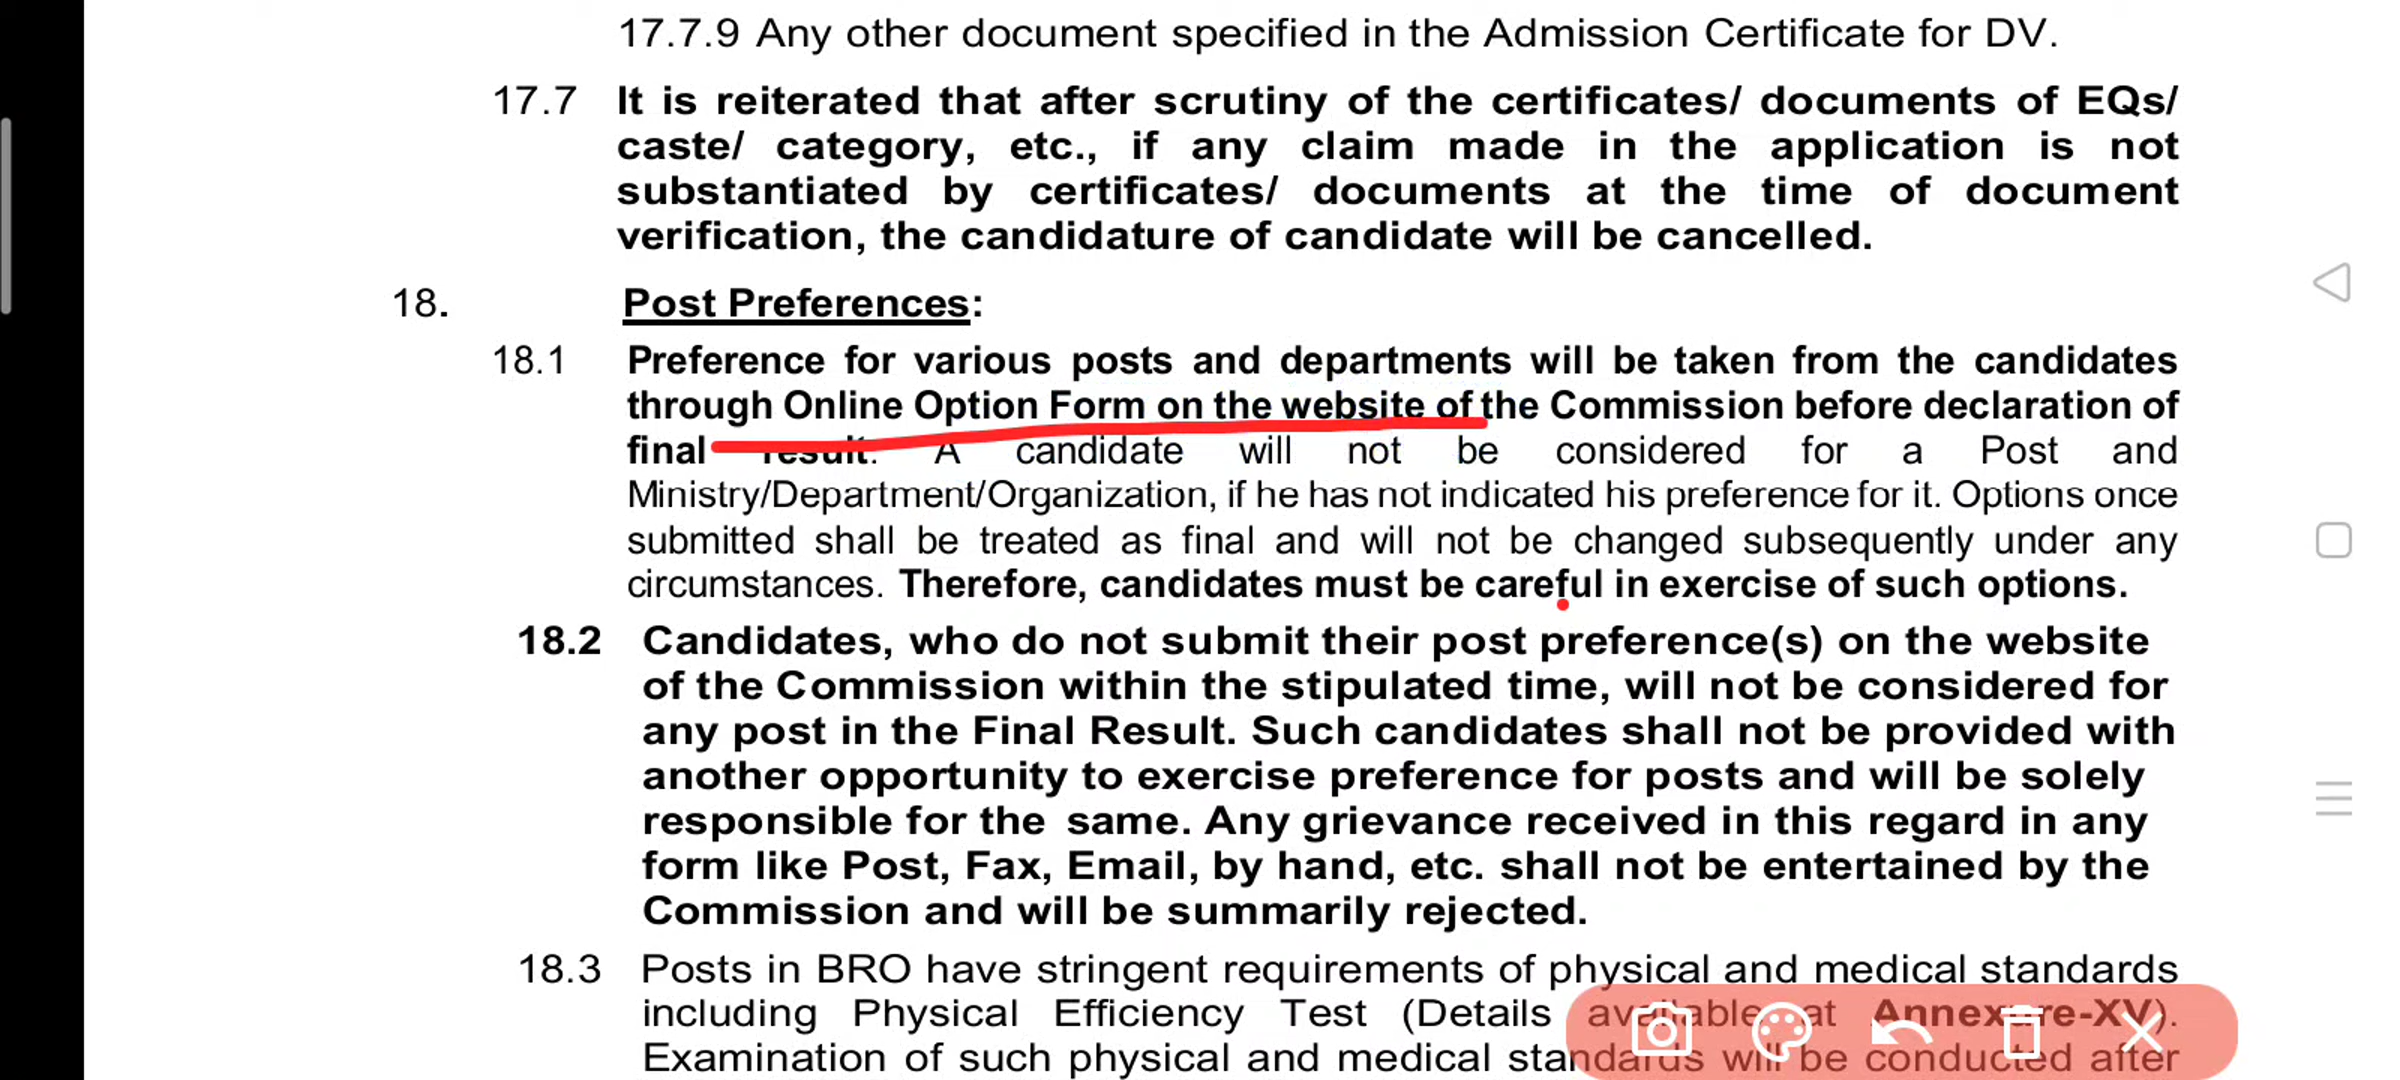 17.7.9 Any other document specified in the Admission Certificate for DV.
17.7 It is reiterated that after scrutiny of the certificates/ documents of EQs/
caste/ category, etc., if any claim made in the application is not
substantiated by certificates/ documents at the time of document
verification, the candidature of candidate will be cancelled.
18. Post Preferences:
18.1 Preference for various posts and departments will be taken from the candidates
through Online Option Form on the website of the Commission before declaration of
final result. A candidate will not be considered for a Post and
Ministry/Department/Organization, if he has not indicated his preference for it. Options once
submitted shall be treated as final and will not be changed subsequently under any
circumstances. Therefore, candidates must be careful in exercise of such options.
18.2 Candidates, who do not submit their post preference(s) on the website
of the Commission within the stipulated time, will not be considered for
any post in the Final Result. Such candidates shall not be provided with
another opportunity to exercise preference for posts and will be solely
responsible for the same. Any grievance received in this regard in any
form like Post, Fax, Email, by hand, etc. shall not be entertained by the
Commission and will be summarily rejected.
18.3 Posts in BRO have stringent requirements of physical and medical standards
including Physical Efficiency Test (Details available at Annexure-XV).
Examination of such physical and medical standards will be conducted after